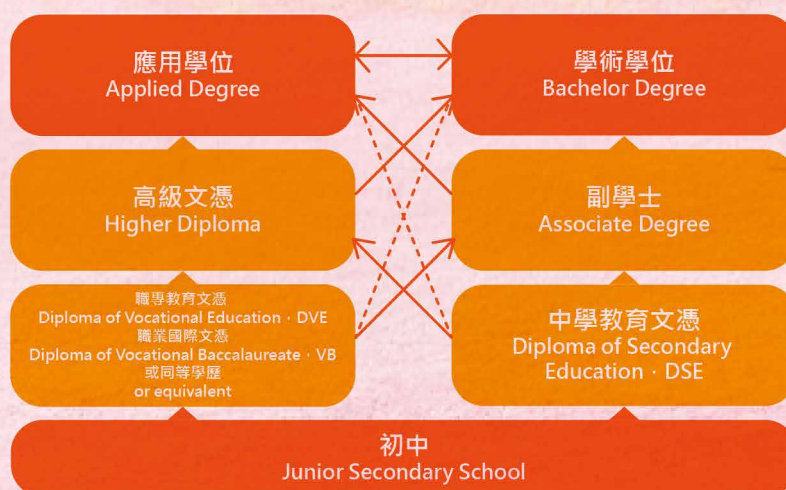 應用學位
Applied Degree
學術學位
Bachelor Degree
高級文憑
Higher Diploma
副學士
Associate Degree
職專教育文憑
Diploma of Vocational Education · DVE
職業國際文憑
Diploma of Vocational Baccalaureate · VB
或同等學歷
or equivalent
中學教育文憑
Diploma of Secondary
Education · DSE
初中
Junior Secondary School